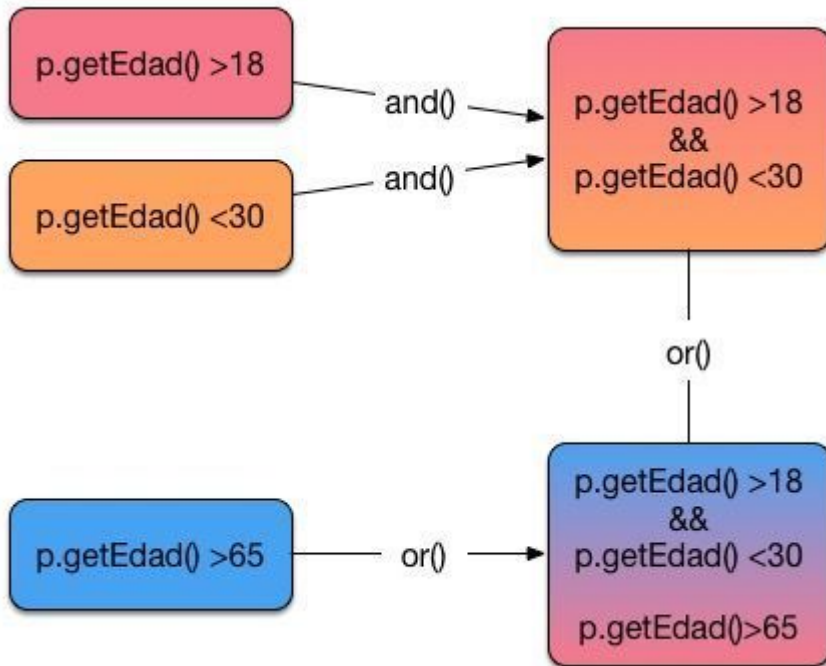 p.getEdad() >18
and()
p.getEdad() <30
and()
p.getEdad() >18
&&
p.getEdad() <30
or()
p.getEdad() >65
or()
p.getEdad() >18
&&
p.getEdad() <30
p.getEdad()>65